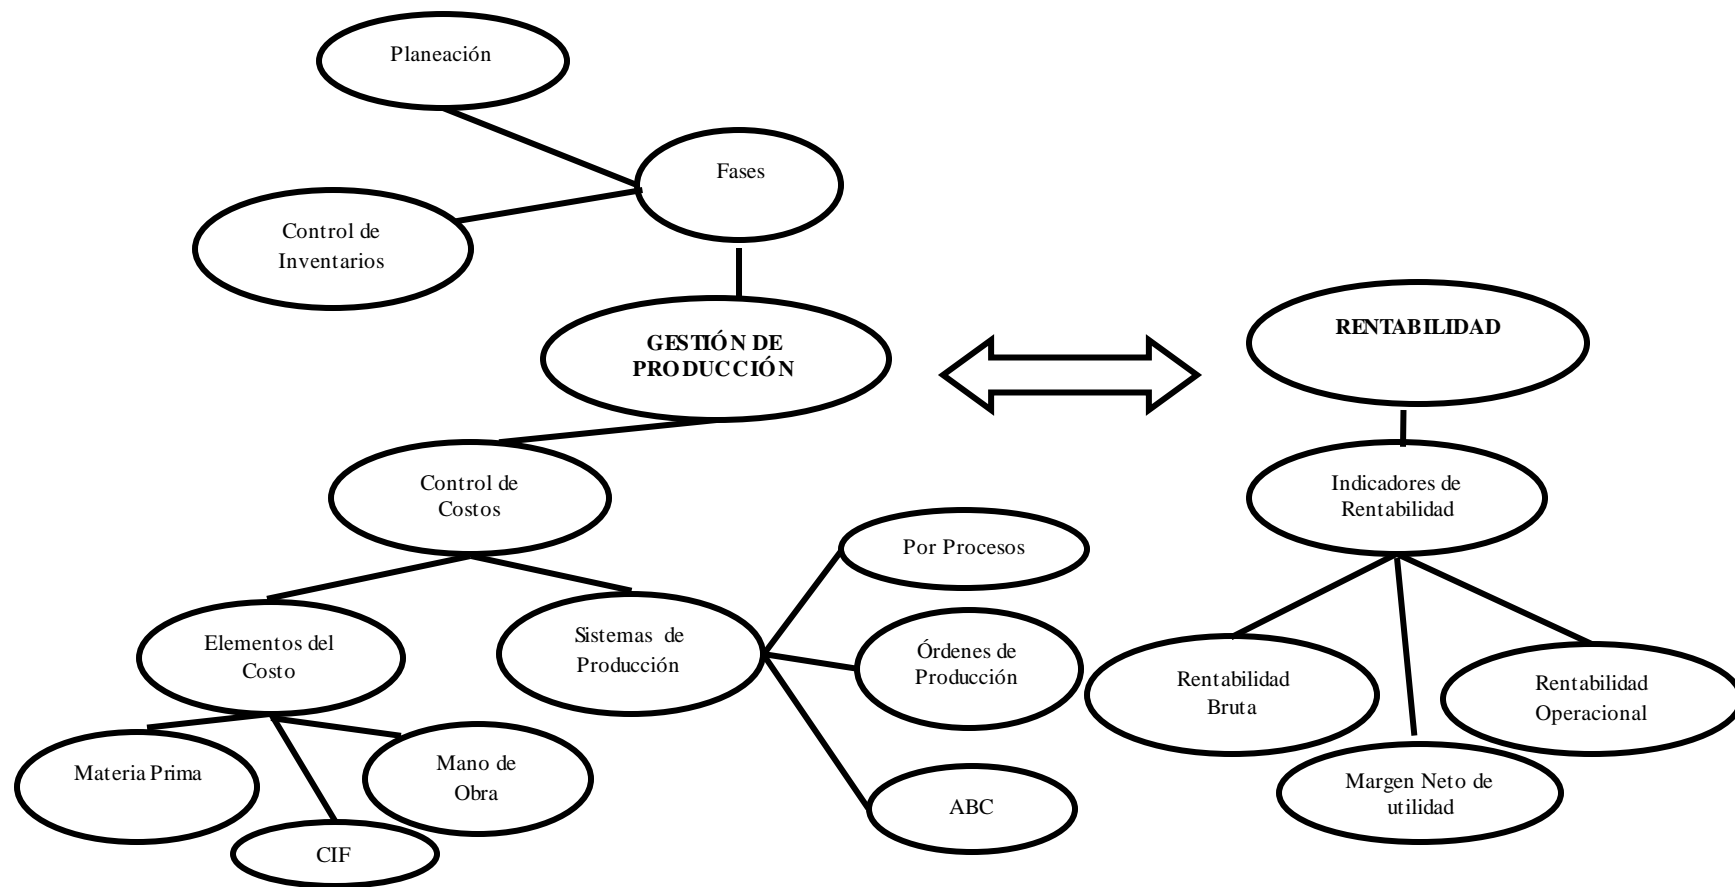 Planeación
Fases
Control de
Inventarios
GESTIÓN DE
PRODUCCIÓN
RENTABILIDAD
Control de
Costos
Indicadores de
Rentabilidad
Por Procesos
Elementos del
Costo
Sistemas de
Producción
Órdenes de
Producción
Rentabilidad
Bruta
Rentabilidad
Operacional
Materia Prima
Mano de
Obra
Margen Neto de
utilidad
ABC
CIF